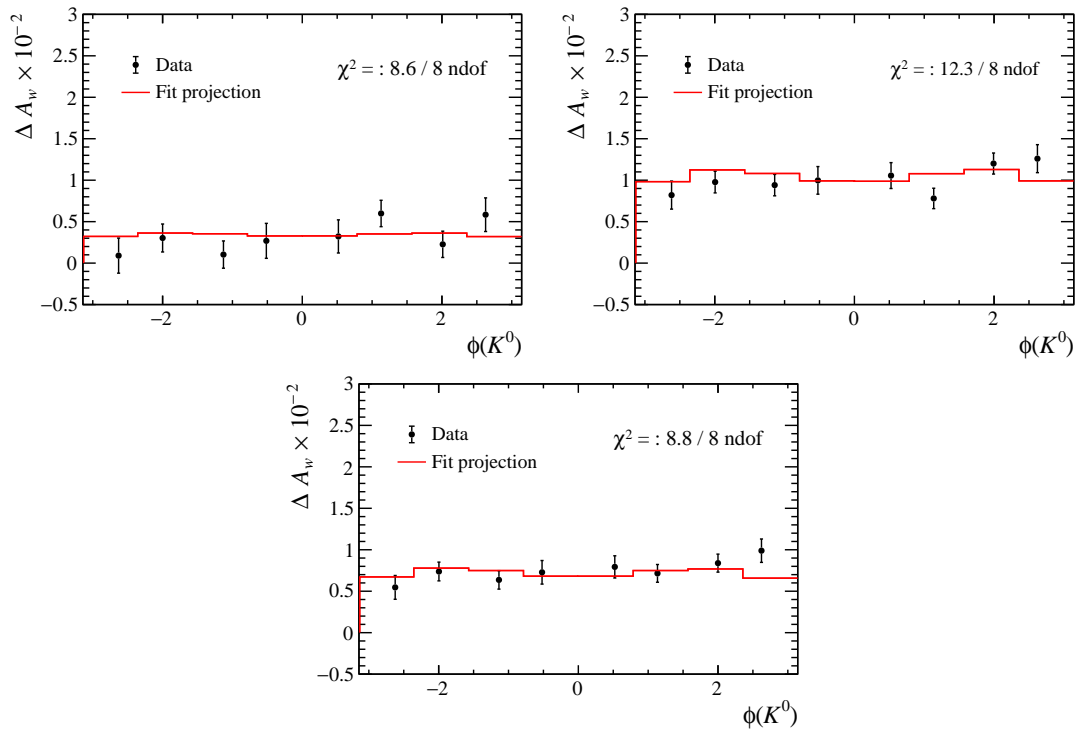 3
2.5
2
1.5
1
0.5
0
−0.5
Δ A_w × 10^−2
Data
Fit projection
χ² = : 8.6 / 8 ndof
−2 0 2
ϕ(K⁰)
3
2.5
2
1.5
1
0.5
0
−0.5
Δ A_w × 10^−2
Data
Fit projection
χ² = : 12.3 / 8 ndof
−2 0 2
ϕ(K⁰)
3
2.5
2
1.5
1
0.5
0
−0.5
Δ A_w × 10^−2
Data
Fit projection
χ² = : 8.8 / 8 ndof
−2 0 2
ϕ(K⁰)